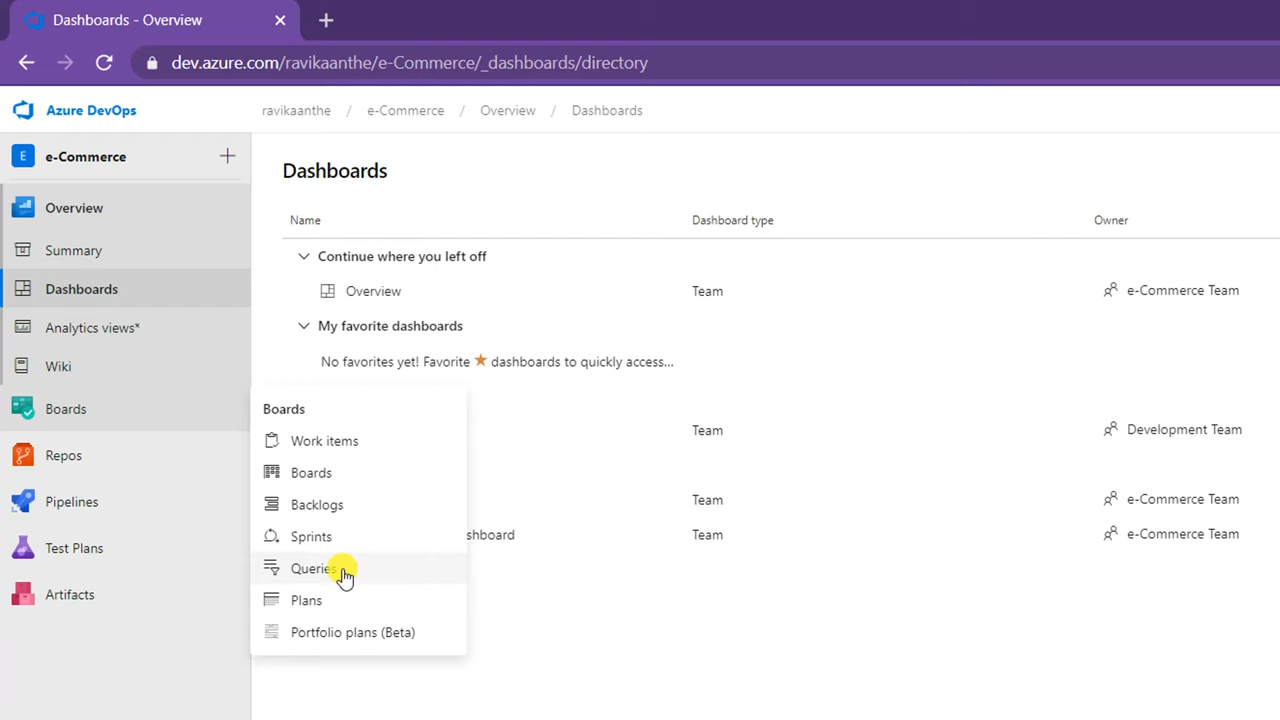 Dashboards - Overview
dev.azure.com/ravikaanthe/e-Commerce/_dashboards/directory
Azure DevOps
ravikaanthe / e-Commerce / Overview / Dashboards
E e-Commerce
Overview
Summary
Dashboards
Analytics views*
Wiki
Boards
Repos
Pipelines
Test Plans
Artifacts
Dashboards
Name Dashboard type Owner
Continue where you left off
Overview Team e-Commerce Team
My favorite dashboards
No favorites yet! Favorite ★ dashboards to quickly access...
Team Development Team
Team e-Commerce Team
Team e-Commerce Team
Boards
Work items
Boards
Backlogs
Sprints
Queries
Plans
Portfolio plans (Beta)